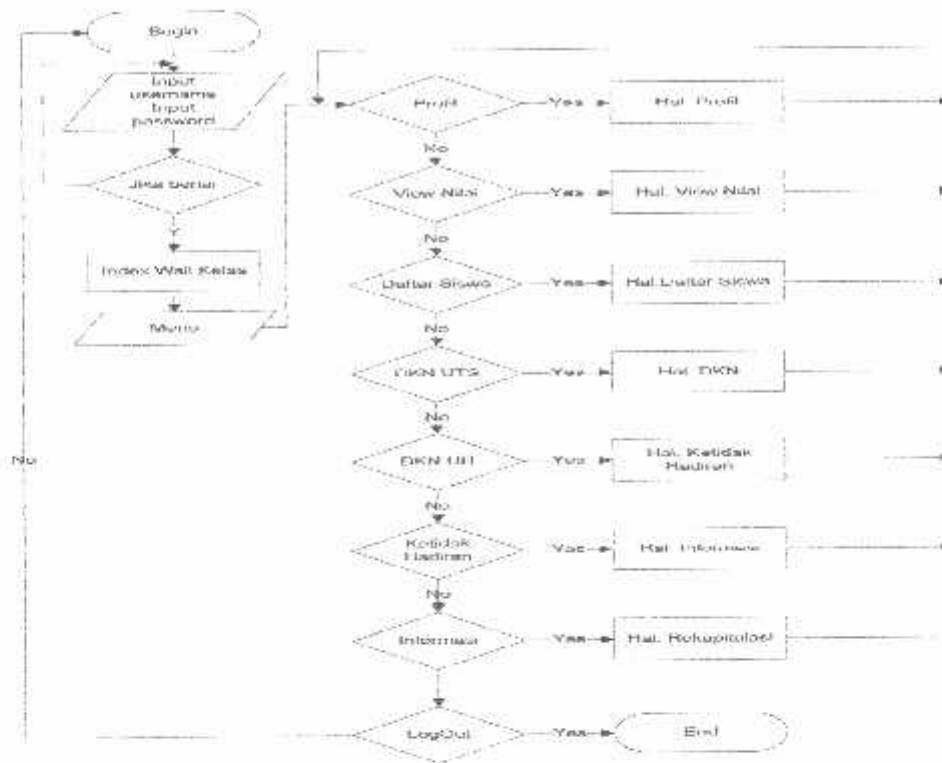 Begin
Input
username
Input
password
Y
Index Wali Kelas
Menu
No
Profil
Yes
Hal. Profil
No
View Nilai
Yes
Hal. View Nilai
No
Daftar Siswa
Yes
Hal.Daftar Siswa
No
DKN UTS
Yes
Hal. DKN
No
DKN UH
Yes
Hal. Ketidak
Hadiran
No
Ketidak
Hadiran
Yes
Hal. Informasi
No
Informasi
Yes
Hal. Rekapitulasi
LogOut
Yes
End